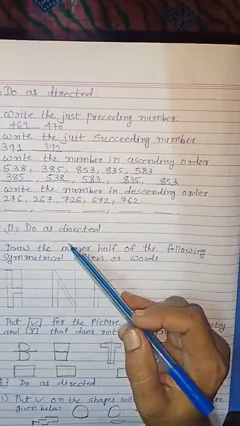 Do as directed.
Write the just preceding number.
469 470
Write the just succeeding number
391 392
Write the number in ascending order
538, 385, 853, 835, 583
385, 538, 583, 835, 853
Write the number in descending order
276, 267, 726, 672, 762
B) Do as directed
Draw the mirror half of the following
Symmetrical or words
H N I
Put ✓ for the picture
and that does not
B T
Do as directed.
1) Put ✓ on the shapes
given below